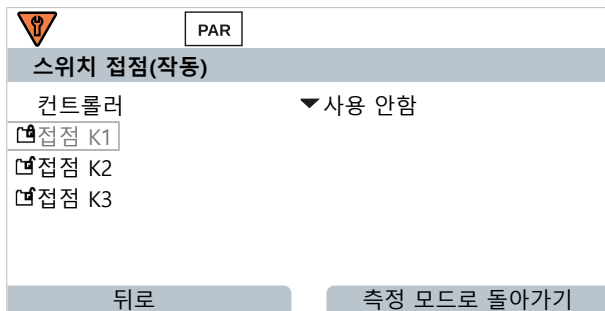 PAR
스위치 접점(작동)
컨트롤러 사용 안함
접점 K1
접점 K2
접점 K3
뒤로 측정 모드로 돌아가기